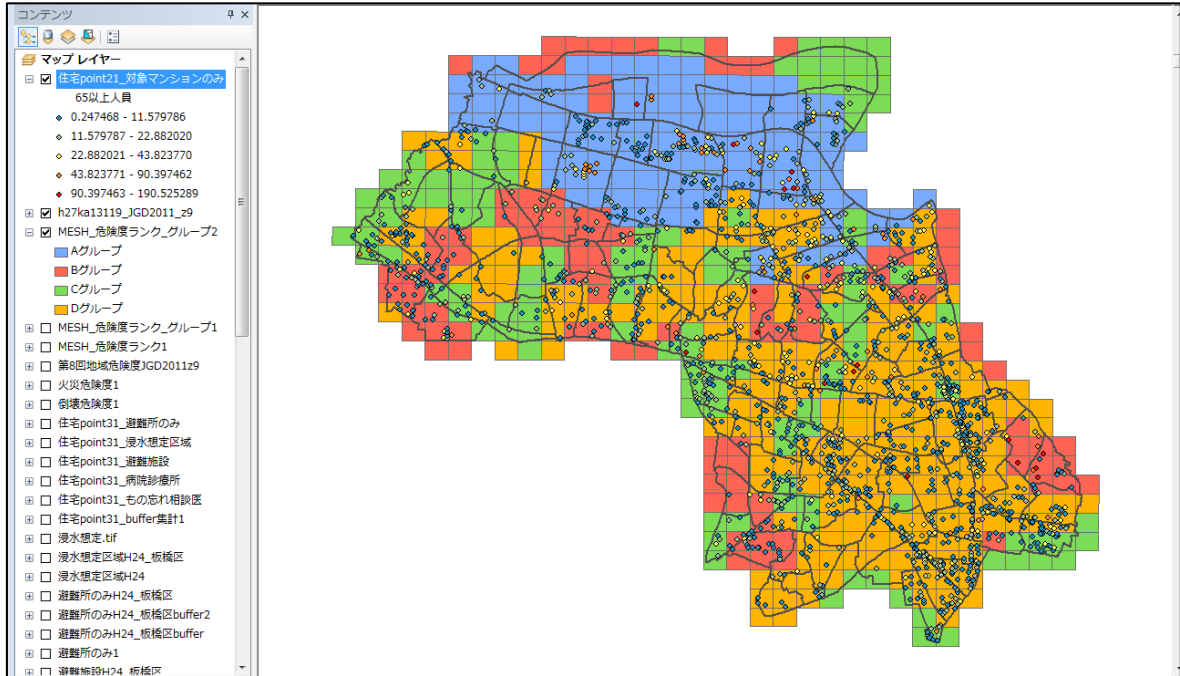 コンテンツ
マップ レイヤー
住宅point21_対象マンションのみ
65以上人員
0.247468 - 11.579786
11.579787 - 22.882020
22.882021 - 43.823770
43.823771 - 90.397462
90.397463 - 190.525289
h27ka13119_JGD2011_z9
MESH_危険度ランク_グループ2
Aグループ
Bグループ
Cグループ
Dグループ
MESH_危険度ランク_グループ1
MESH_危険度ランク1
第8回地域危険度JGD2011z9
火災危険度1
倒壊危険度1
住宅point31_避難所のみ
住宅point31_浸水想定区域
住宅point31_避難施設
住宅point31_病院診療所
住宅point31_もの忘れ相談医
住宅point31_buffer集計1
浸水想定.tif
浸水想定区域H24_板橋区
浸水想定区域H24
避難所のみH24_板橋区
避難所のみH24_板橋区buffer2
避難所のみH24_板橋区buffer
避難所のみ1
避難施設H24_板橋区